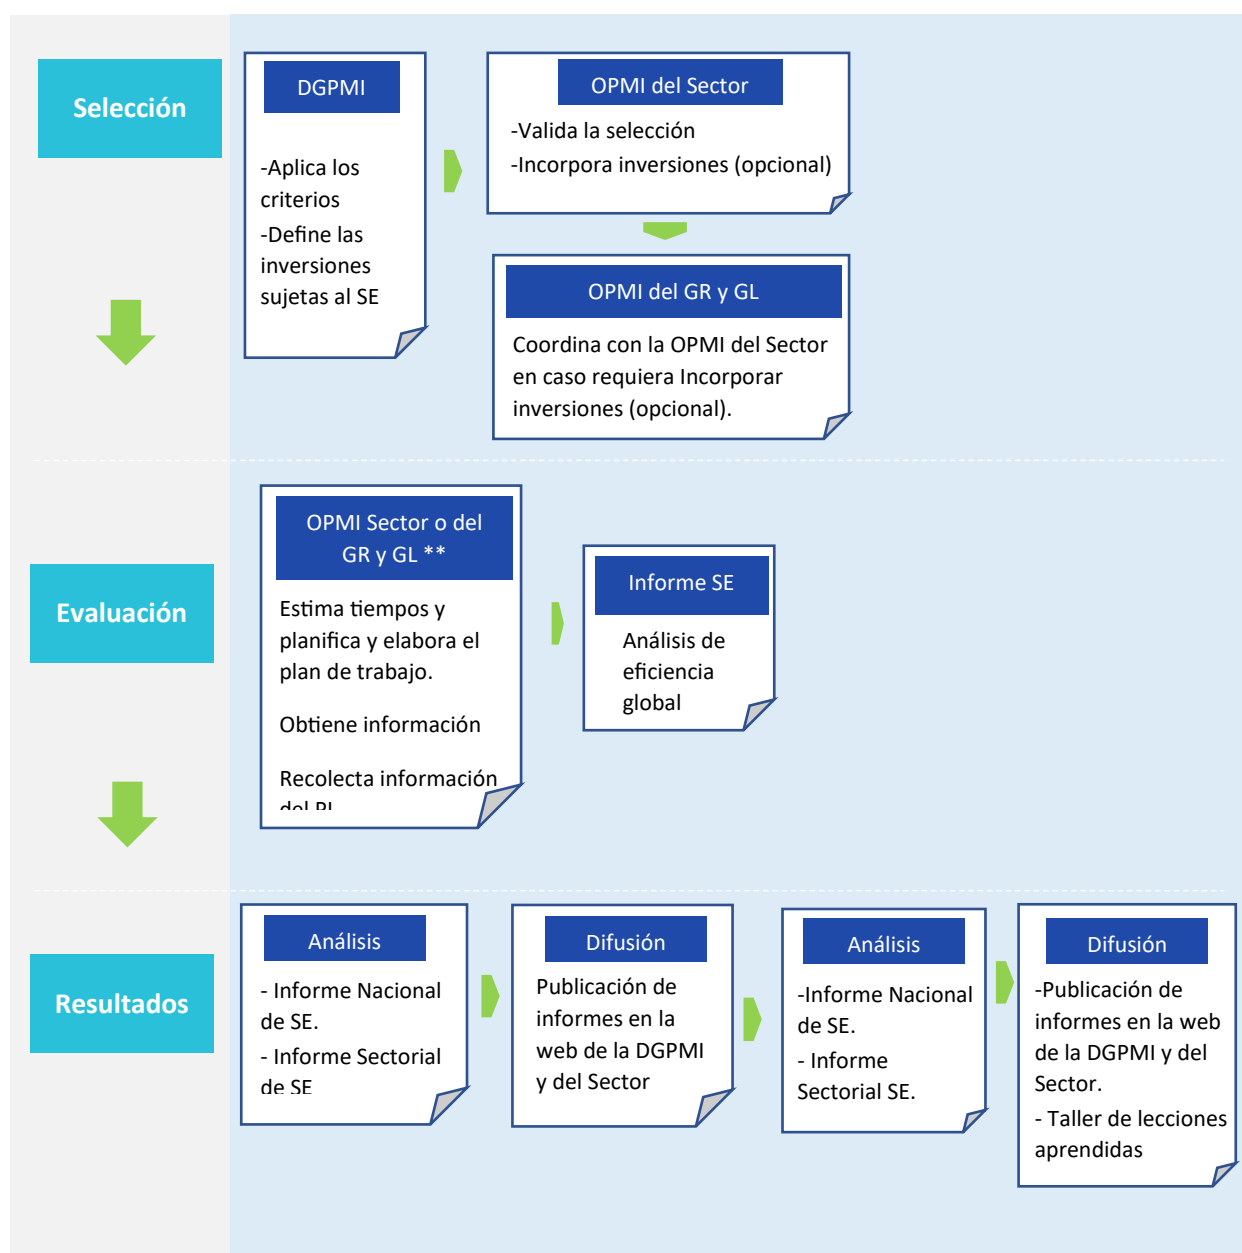 Selección
DGPMI
-Aplica los
criterios
-Define las
inversiones
sujetas al SE
OPMI del Sector
-Valida la selección
-Incorpora inversiones (opcional)
OPMI del GR y GL
Coordina con la OPMI del Sector
en caso requiera Incorporar
inversiones (opcional).
Evaluación
OPMI Sector o del
GR y GL **
Estima tiempos y
planifica y elabora el
plan de trabajo.
Obtiene información
Recolecta información
del PI
Informe SE
Análisis de
eficiencia
global
Resultados
Análisis
- Informe Nacional
de SE.
- Informe Sectorial
de SE
Difusión
Publicación de
informes en la
web de la DGPMI
y del Sector
Análisis
-Informe Nacional
de SE.
- Informe
Sectorial SE.
Difusión
-Publicación de
informes en la web
de la DGPMI y del
Sector.
- Taller de lecciones
aprendidas